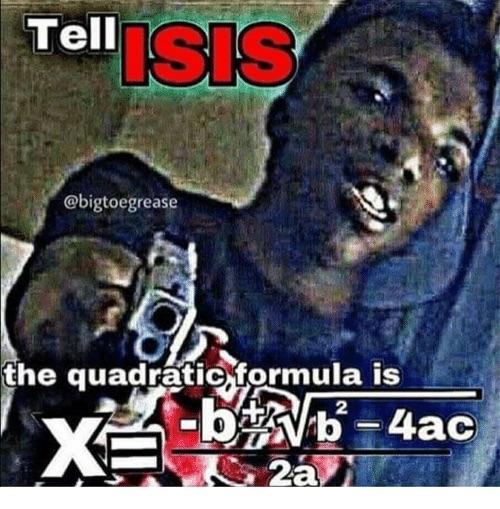 Tell ISIS
@bigtoegrease
the quadratic formula is
x = -b±√b² - 4ac
2a